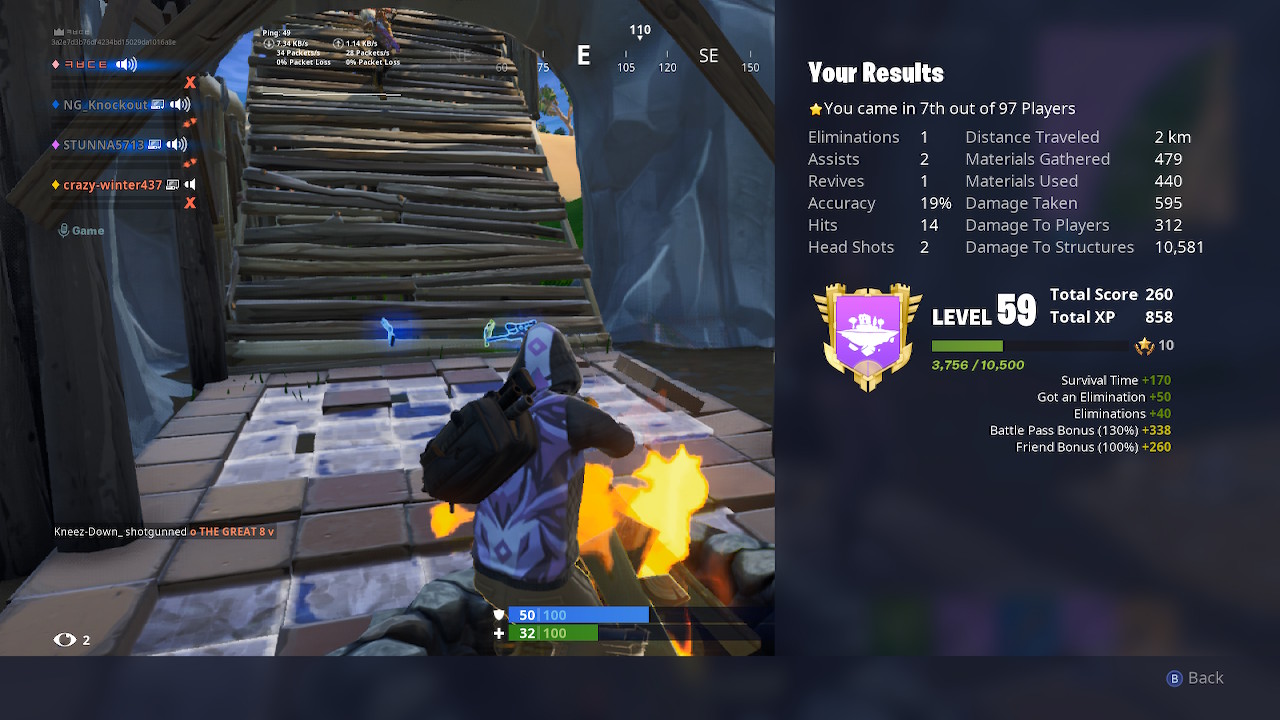 ㅋㅂㄷㅌ
Ping: 49
7.34 KB/s 1.14 KB/s
34 Packets/s 28 Packets/s
0% Packet Loss 0% Packet Loss
110
NE E SE
60 75 105 120 150
ㅋㅂㄷㅌ
NG_Knockout
STUNNA5713
crazy-winter437
Game
Kneez-Down_ shotgunned o THE GREAT 8 v
50 | 100
32 | 100
2
Your Results
You came in 7th out of 97 Players
Eliminations 1 Distance Traveled 2 km
Assists 2 Materials Gathered 479
Revives 1 Materials Used 440
Accuracy 19% Damage Taken 595
Hits 14 Damage To Players 312
Head Shots 2 Damage To Structures 10,581
LEVEL 59
Total Score 260
Total XP 858
10
3,756 / 10,500
Survival Time +170
Got an Elimination +50
Eliminations +40
Battle Pass Bonus (130%) +338
Friend Bonus (100%) +260
B Back